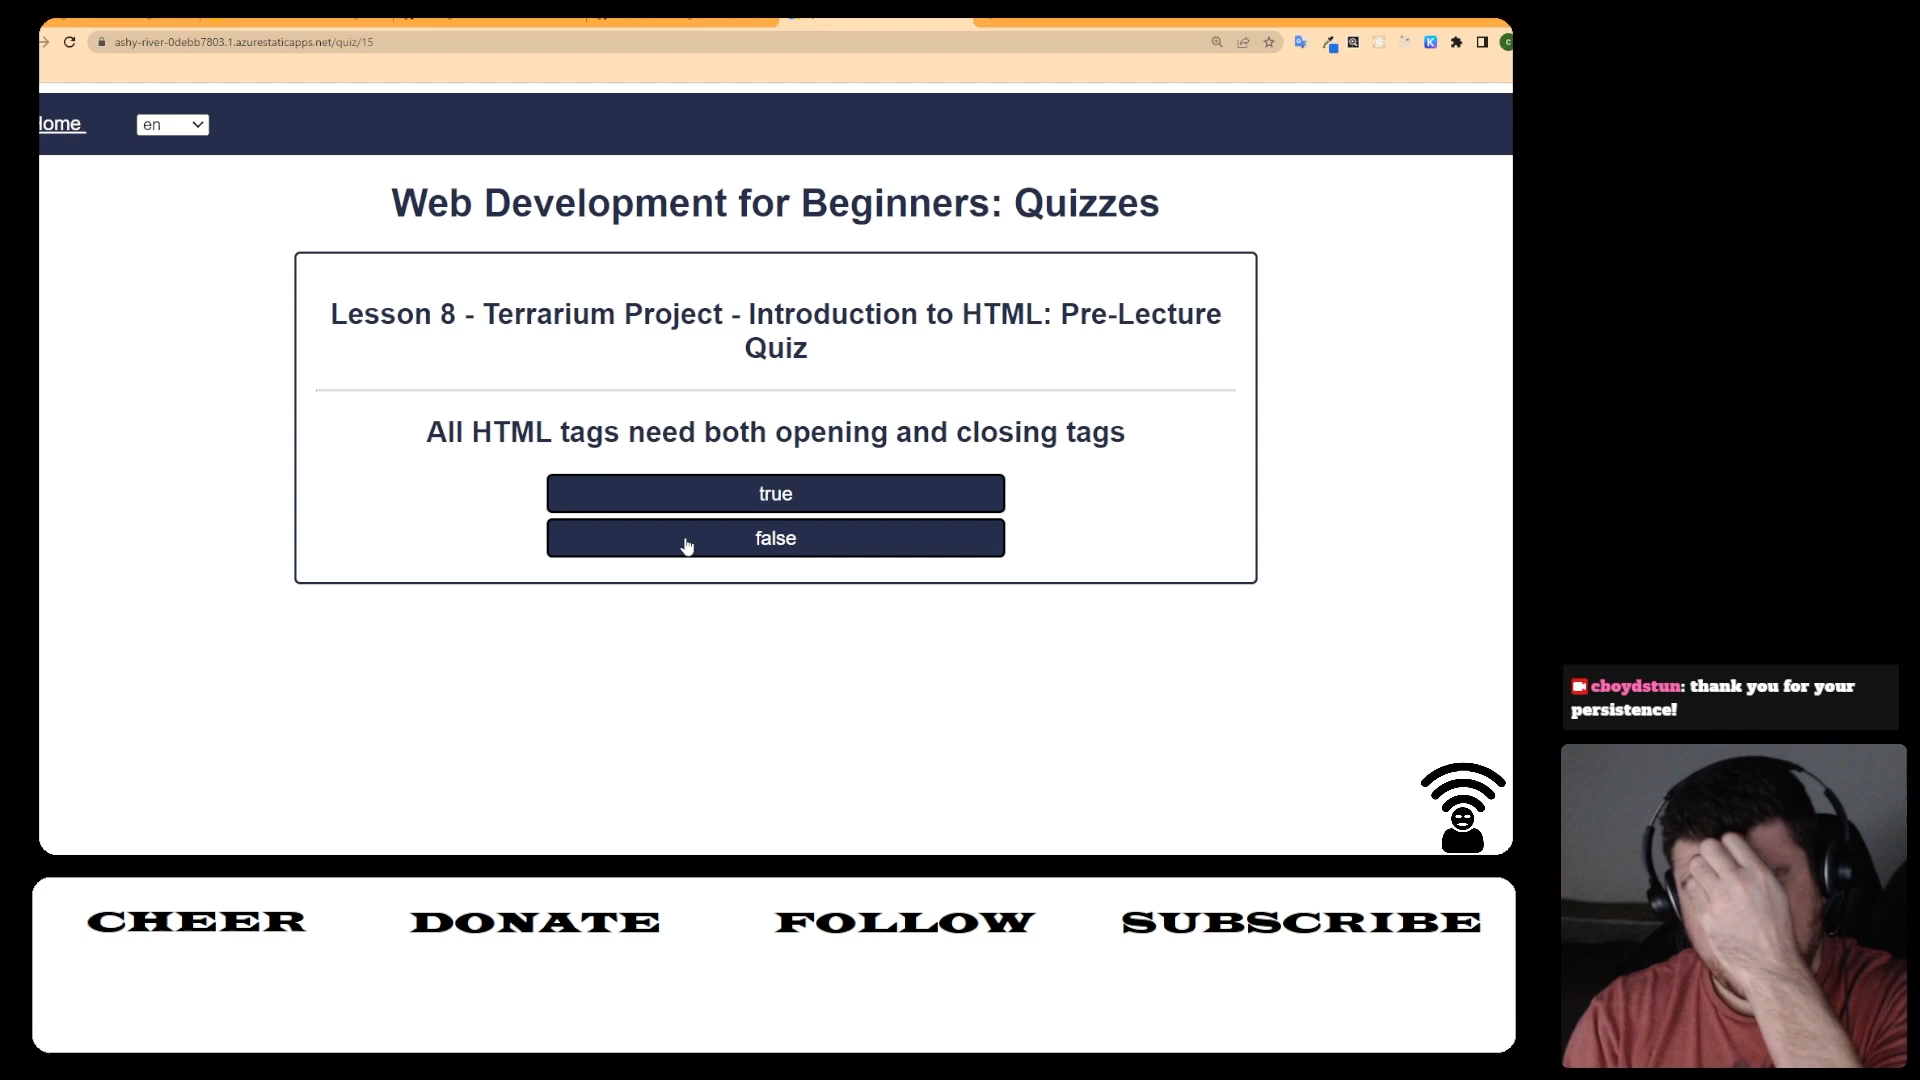 ashy-river-0debb7803.1.azurestaticapps.net/quiz/15
Home
en
Web Development for Beginners: Quizzes
Lesson 8 - Terrarium Project - Introduction to HTML: Pre-Lecture
Quiz
All HTML tags need both opening and closing tags
true
false
cboydstun: thank you for your
persistence!
CHEER DONATE FOLLOW SUBSCRIBE